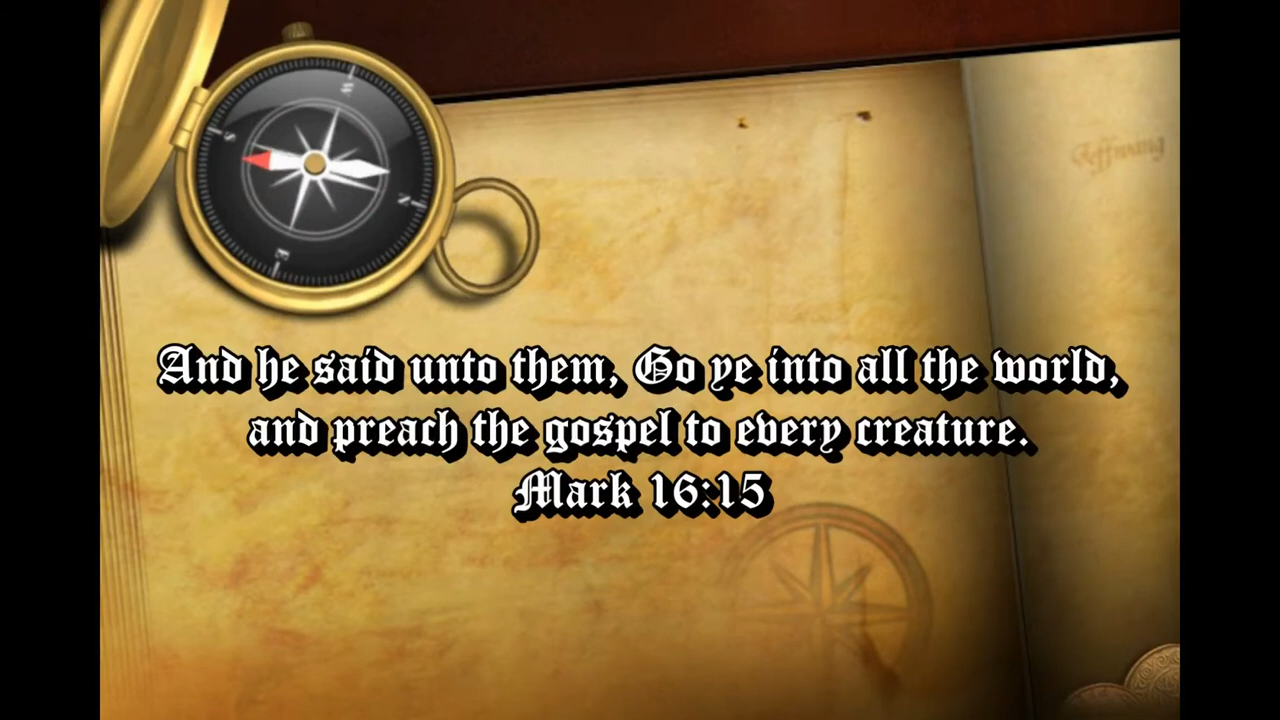 And he said unto them, Go ye into all the world,
and preach the gospel to every creature.
Mark 16:15
W
S
N
E